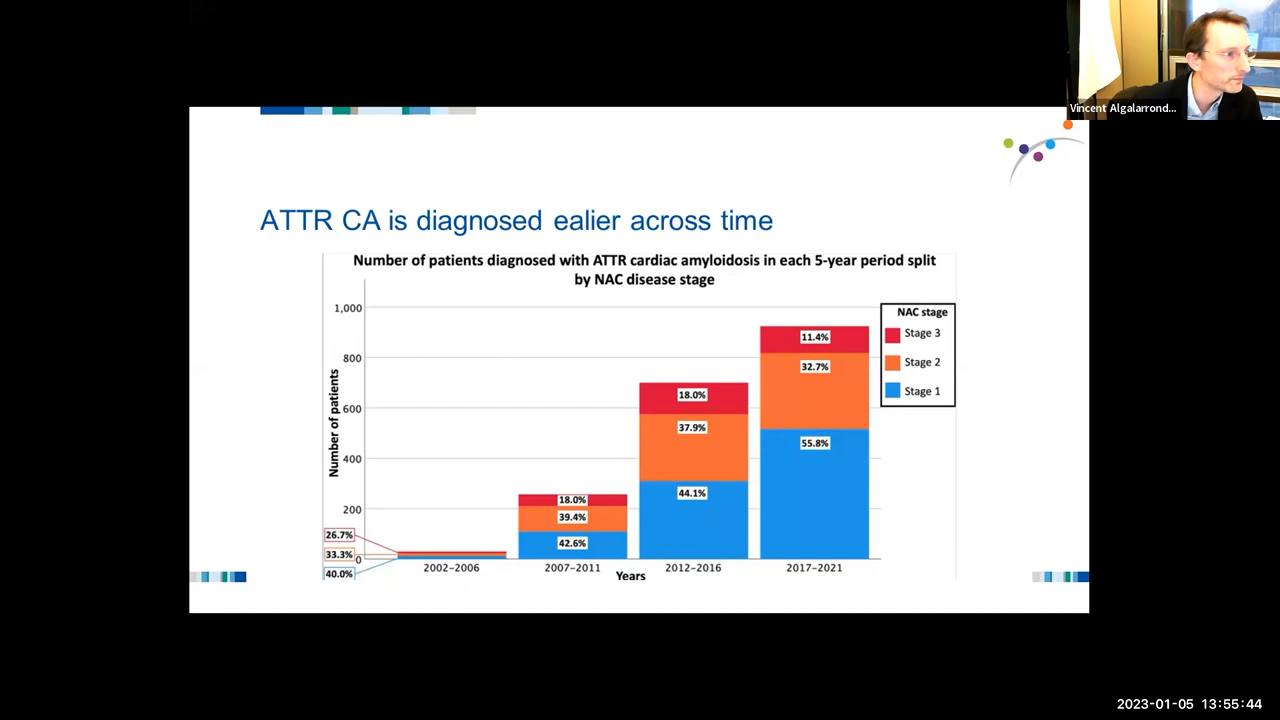 Vincent Algalarrond...
ATTR CA is diagnosed ealier across time
Number of patients diagnosed with ATTR cardiac amyloidosis in each 5-year period split
by NAC disease stage
NAC stage
Stage 3
Stage 2
Stage 1
Number of patients
1,000
800
600
400
200
0
26.7%
33.3%
40.0%
18.0%
39.4%
42.6%
18.0%
37.9%
44.1%
11.4%
32.7%
55.8%
2002–2006
2007–2011
2012–2016
2017–2021
Years
2023-01-05 13:55:44